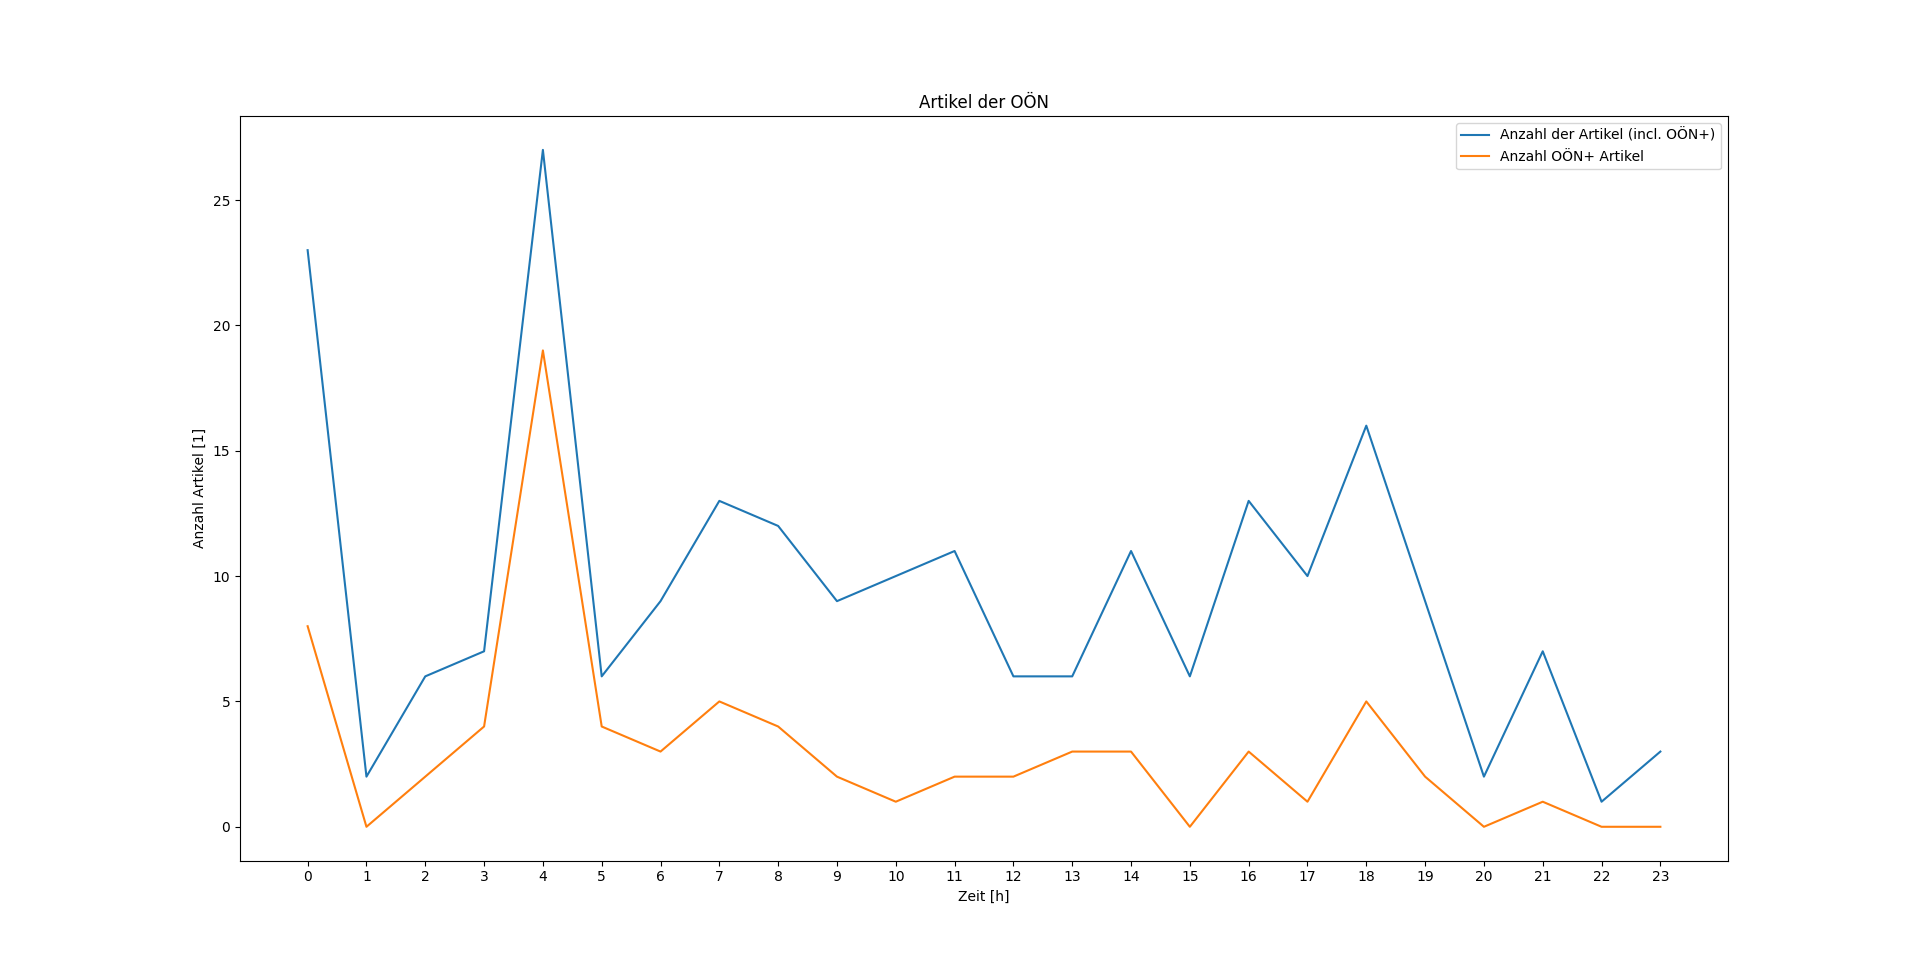 Artikel der OÖN
Anzahl der Artikel (incl. OÖN+)
Anzahl OÖN+ Artikel
25
20
15
10
5
0
Anzahl Artikel [1]
0 1 2 3 4 5 6 7 8 9 10 11 12 13 14 15 16 17 18 19 20 21 22 23
Zeit [h]